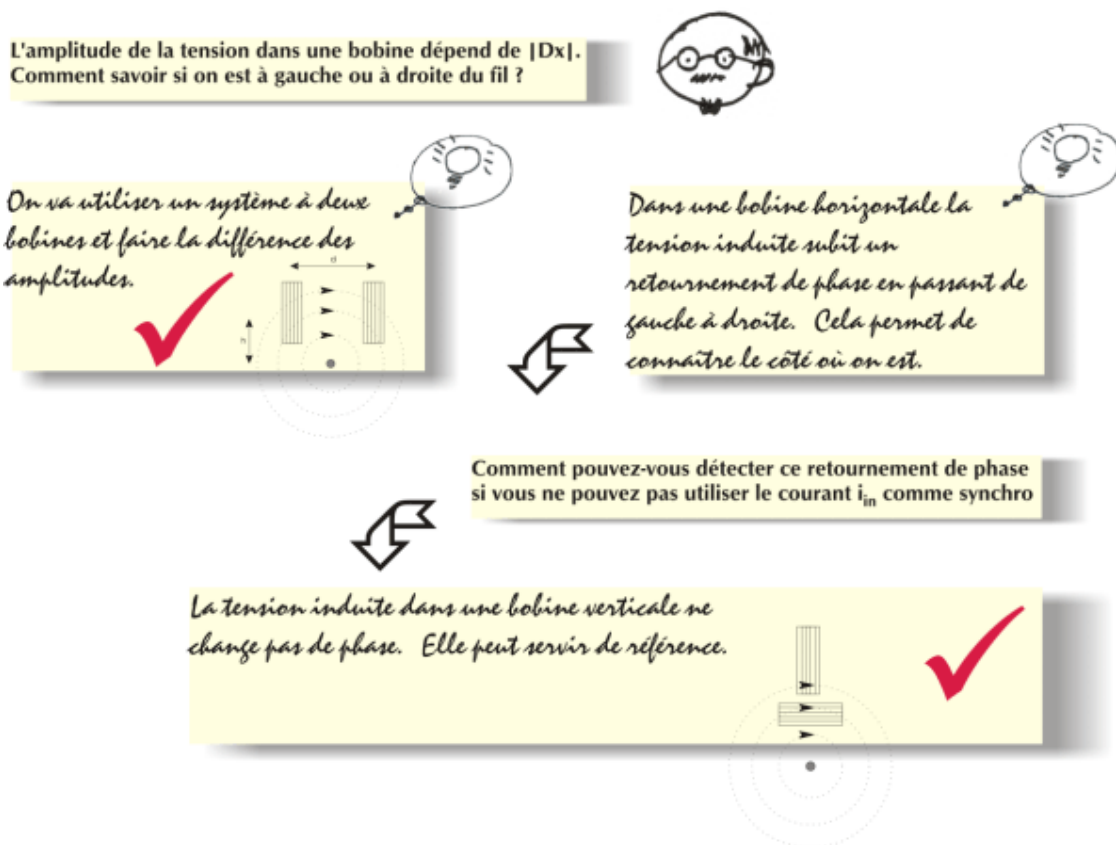 L'amplitude de la tension dans une bobine dépend de |Dx|.
Comment savoir si on est à gauche ou à droite du fil ?
On va utiliser un système à deux
bobines et faire la différence des
amplitudes.
d
h
Dans une bobine horizontale la
tension induite subit un
retournement de phase en passant de
gauche à droite. Cela permet de
connaître le côté où on est.
Comment pouvez-vous détecter ce retournement de phase
si vous ne pouvez pas utiliser le courant i_in comme synchro
La tension induite dans une bobine verticale ne
change pas de phase. Elle peut servir de référence.